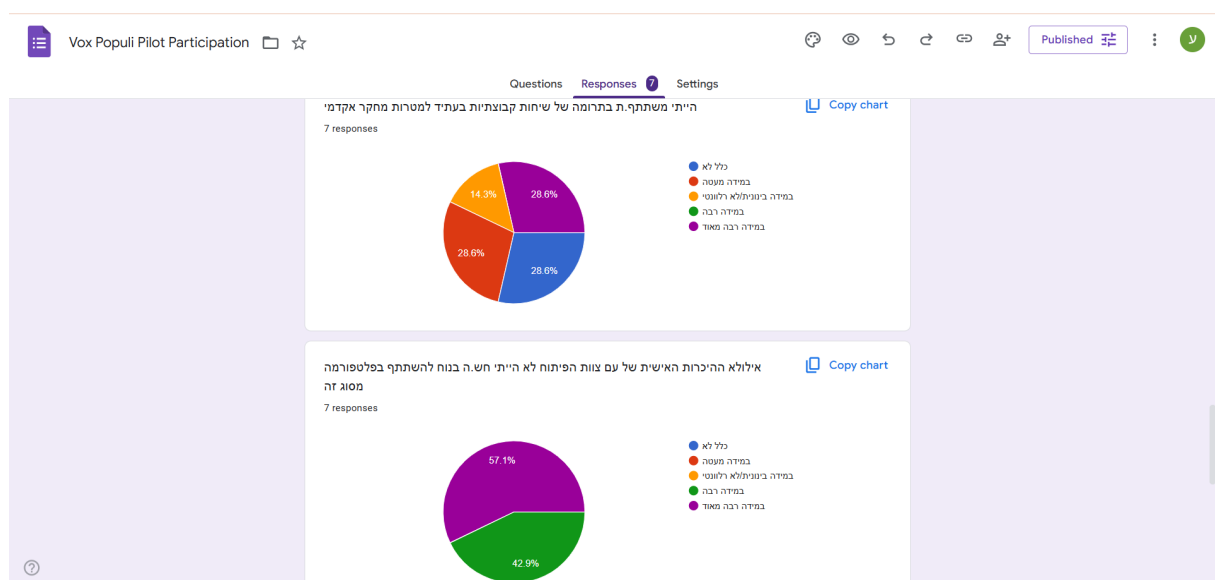 Vox Populi Pilot Participation
Published
ע
Questions Responses 7 Settings
הייתי משתתף.ת בתרומה של שיחות קבוצתיות בעתיד למטרות מחקר אקדמי
Copy chart
7 responses
כלל לא
במידה מעטה
במידה בינונית/לא רלוונטי
במידה רבה
במידה רבה מאוד
14.3%
28.6%
28.6%
28.6%
אילולא ההיכרות האישית של עם צוות הפיתוח לא הייתי חש.ה בנוח להשתתף בפלטפורמה
מסוג זה
Copy chart
7 responses
כלל לא
במידה מעטה
במידה בינונית/לא רלוונטי
במידה רבה
במידה רבה מאוד
57.1%
42.9%